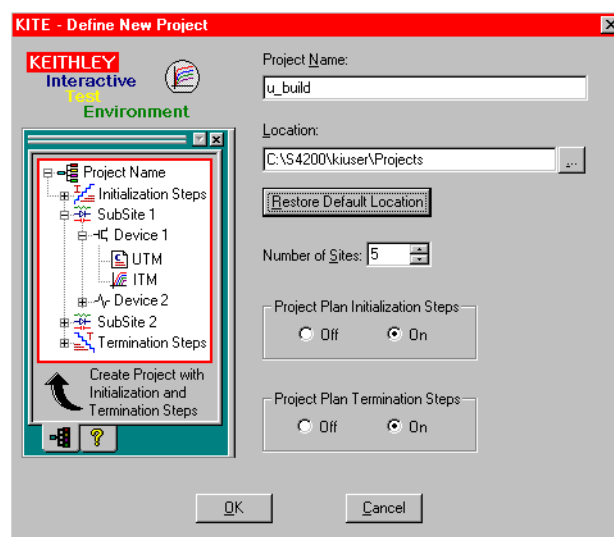 KITE - Define New Project
KEITHLEY
Interactive
Test
Environment
Project Name
Initialization Steps
SubSite 1
Device 1
UTM
ITM
Device 2
SubSite 2
Termination Steps
Create Project with
Initialization and
Termination Steps
Project Name:
u_build
Location:
C:\S4200\kiuser\Projects
...
Restore Default Location
Number of Sites: 5
Project Plan Initialization Steps
Off On
Project Plan Termination Steps
Off On
OK Cancel